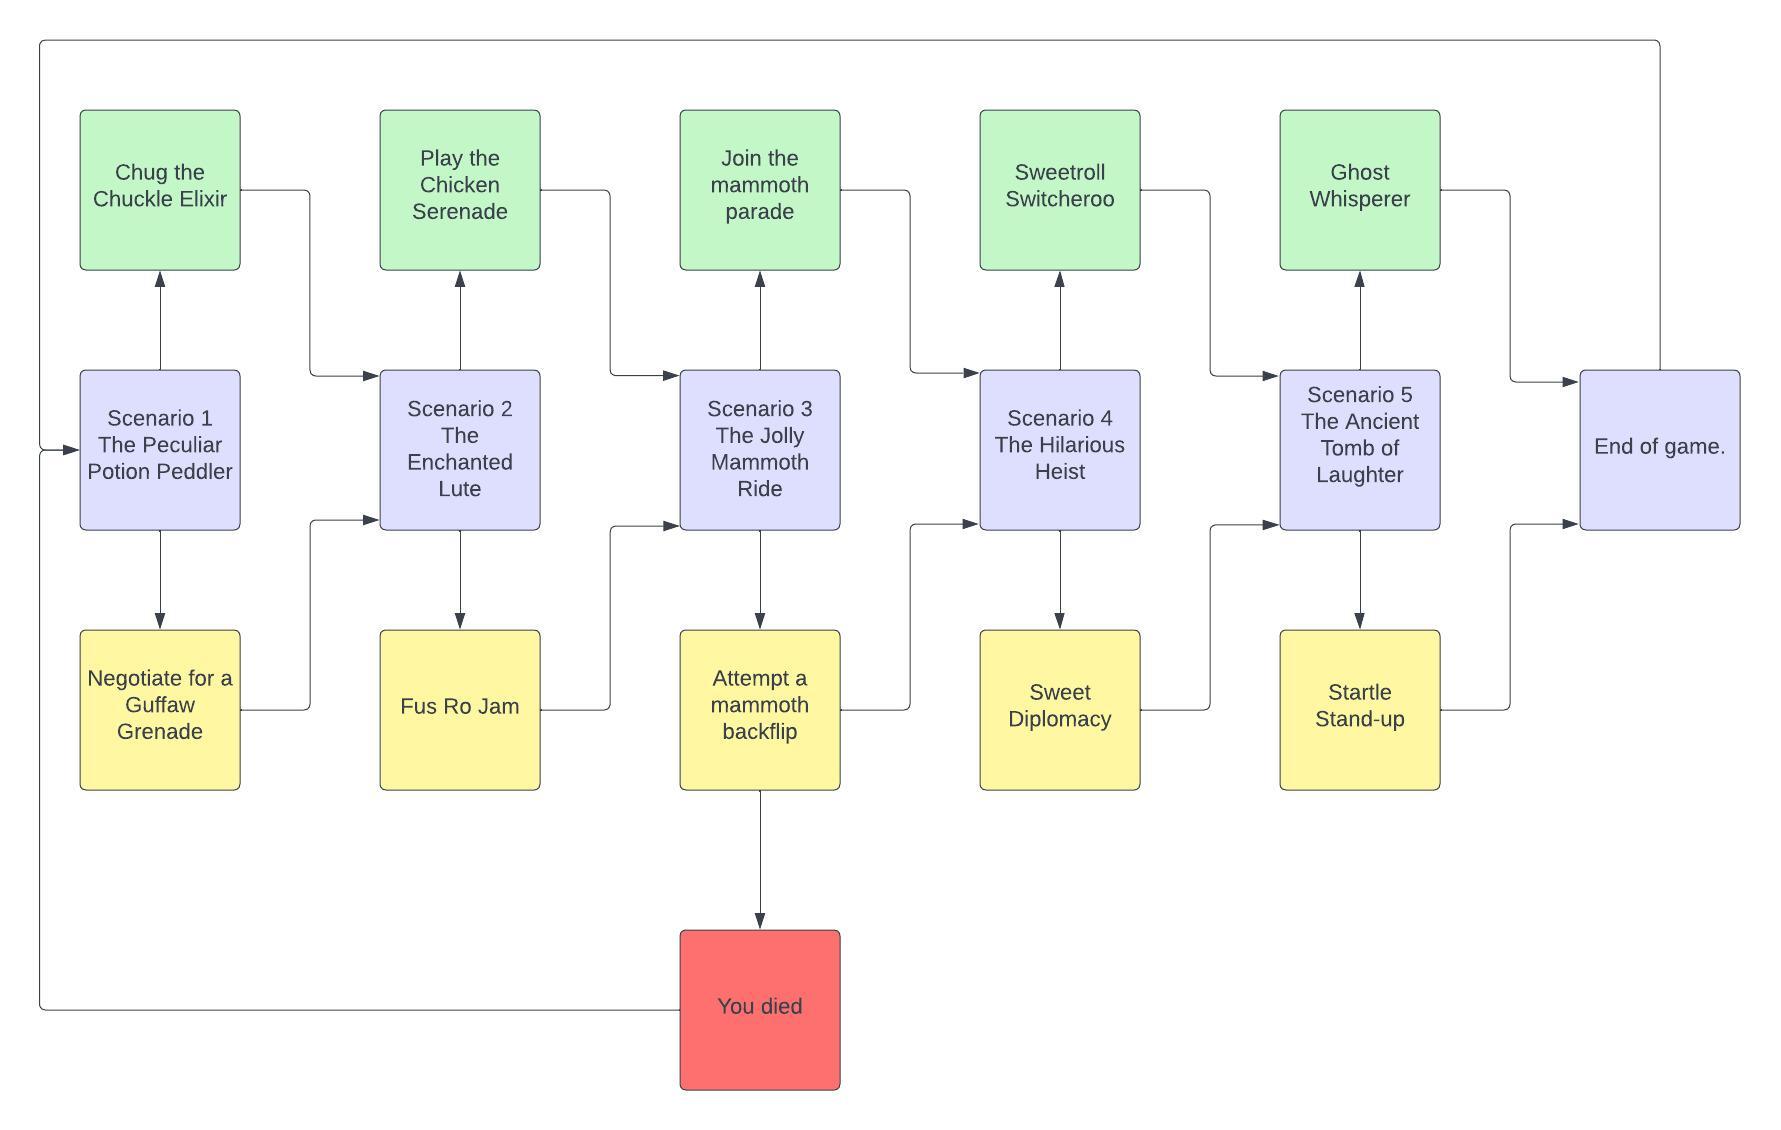 Chug the
Chuckle Elixir
Play the
Chicken
Serenade
Join the
mammoth
parade
Sweetroll
Switcheroo
Ghost
Whisperer
Scenario 1
The Peculiar
Potion Peddler
Scenario 2
The
Enchanted
Lute
Scenario 3
The Jolly
Mammoth
Ride
Scenario 4
The Hilarious
Heist
Scenario 5
The Ancient
Tomb of
Laughter
End of game.
Negotiate for a
Guffaw
Grenade
Fus Ro Jam
Attempt a
mammoth
backflip
Sweet
Diplomacy
Startle
Stand-up
You died